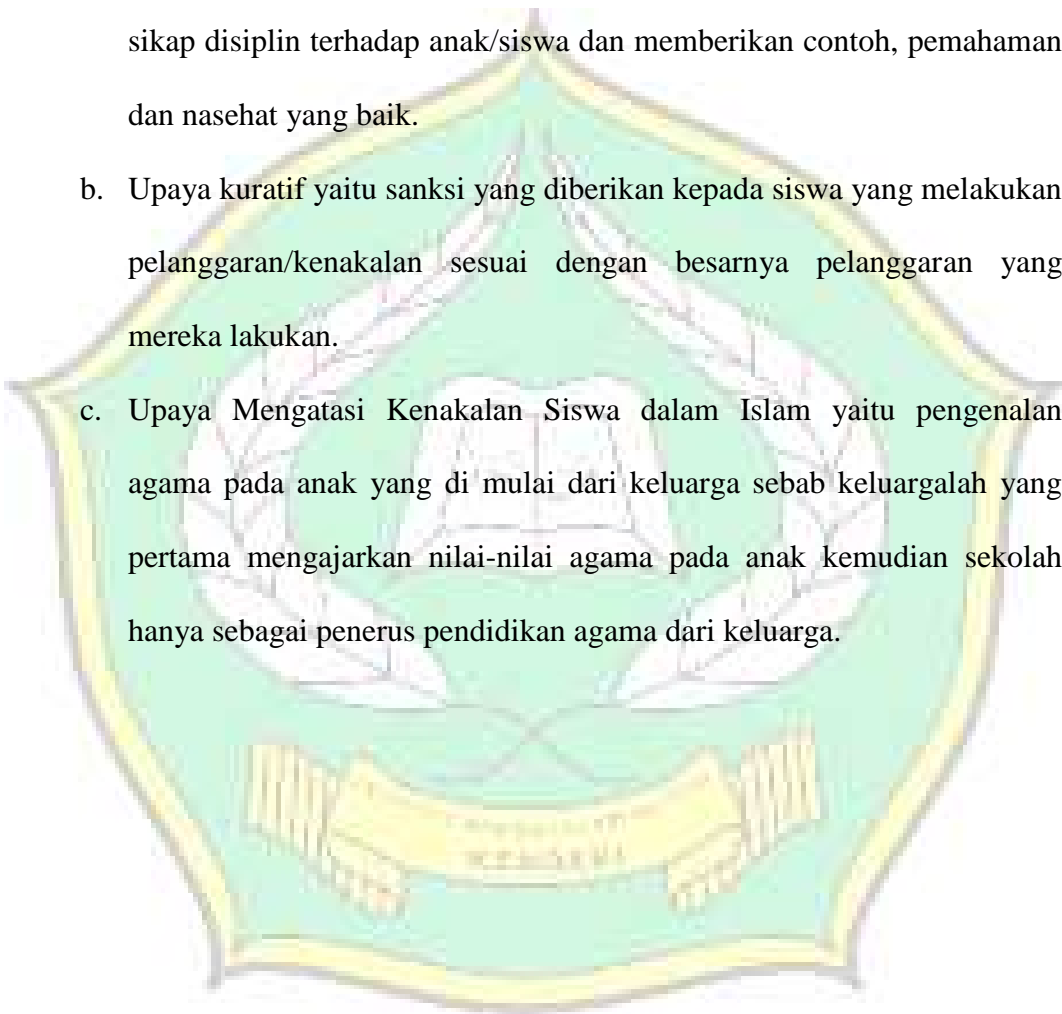 sikap disiplin terhadap anak/siswa dan memberikan contoh, pemahaman
dan nasehat yang baik.
b. Upaya kuratif yaitu sanksi yang diberikan kepada siswa yang melakukan
pelanggaran/kenakalan sesuai dengan besarnya pelanggaran yang
mereka lakukan.
c. Upaya Mengatasi Kenakalan Siswa dalam Islam yaitu pengenalan
agama pada anak yang di mulai dari keluarga sebab keluargalah yang
pertama mengajarkan nilai-nilai agama pada anak kemudian sekolah
hanya sebagai penerus pendidikan agama dari keluarga.
KENDARI